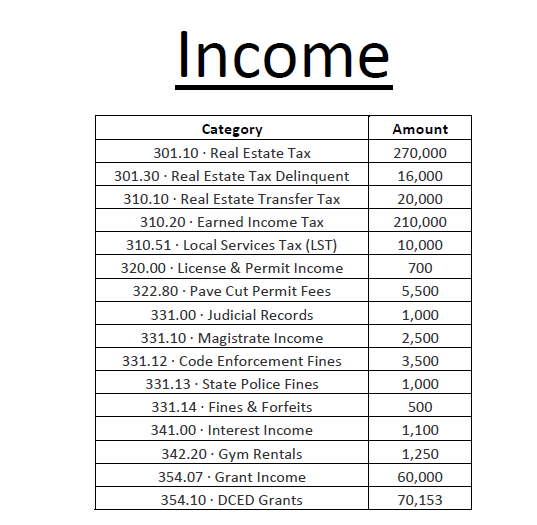 Income
Category Amount
301.10 · Real Estate Tax 270,000
301.30 · Real Estate Tax Delinquent 16,000
310.10 · Real Estate Transfer Tax 20,000
310.20 · Earned Income Tax 210,000
310.51 · Local Services Tax (LST) 10,000
320.00 · License & Permit Income 700
322.80 · Pave Cut Permit Fees 5,500
331.00 · Judicial Records 1,000
331.10 · Magistrate Income 2,500
331.12 · Code Enforcement Fines 3,500
331.13 · State Police Fines 1,000
331.14 · Fines & Forfeits 500
341.00 · Interest Income 1,100
342.20 · Gym Rentals 1,250
354.07 · Grant Income 60,000
354.10 · DCED Grants 70,153